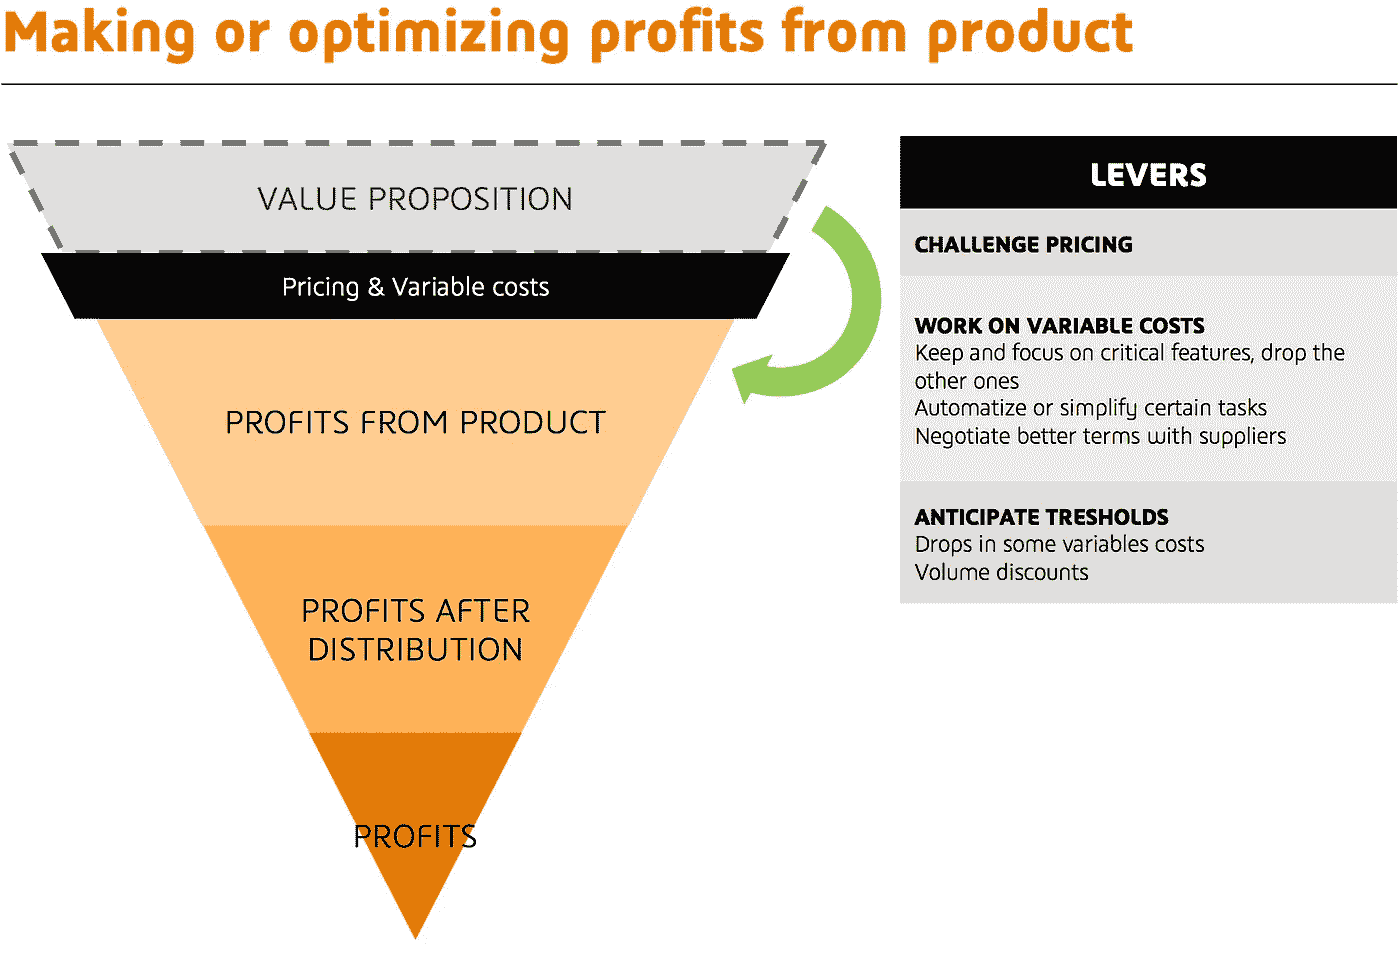 Making or optimizing profits from product
VALUE PROPOSITION
Pricing & Variable costs
PROFITS FROM PRODUCT
PROFITS AFTER
DISTRIBUTION
PROFITS
LEVERS
CHALLENGE PRICING
WORK ON VARIABLE COSTS
Keep and focus on critical features, drop the
other ones
Automatize or simplify certain tasks
Negotiate better terms with suppliers
ANTICIPATE TRESHOLDS
Drops in some variables costs
Volume discounts